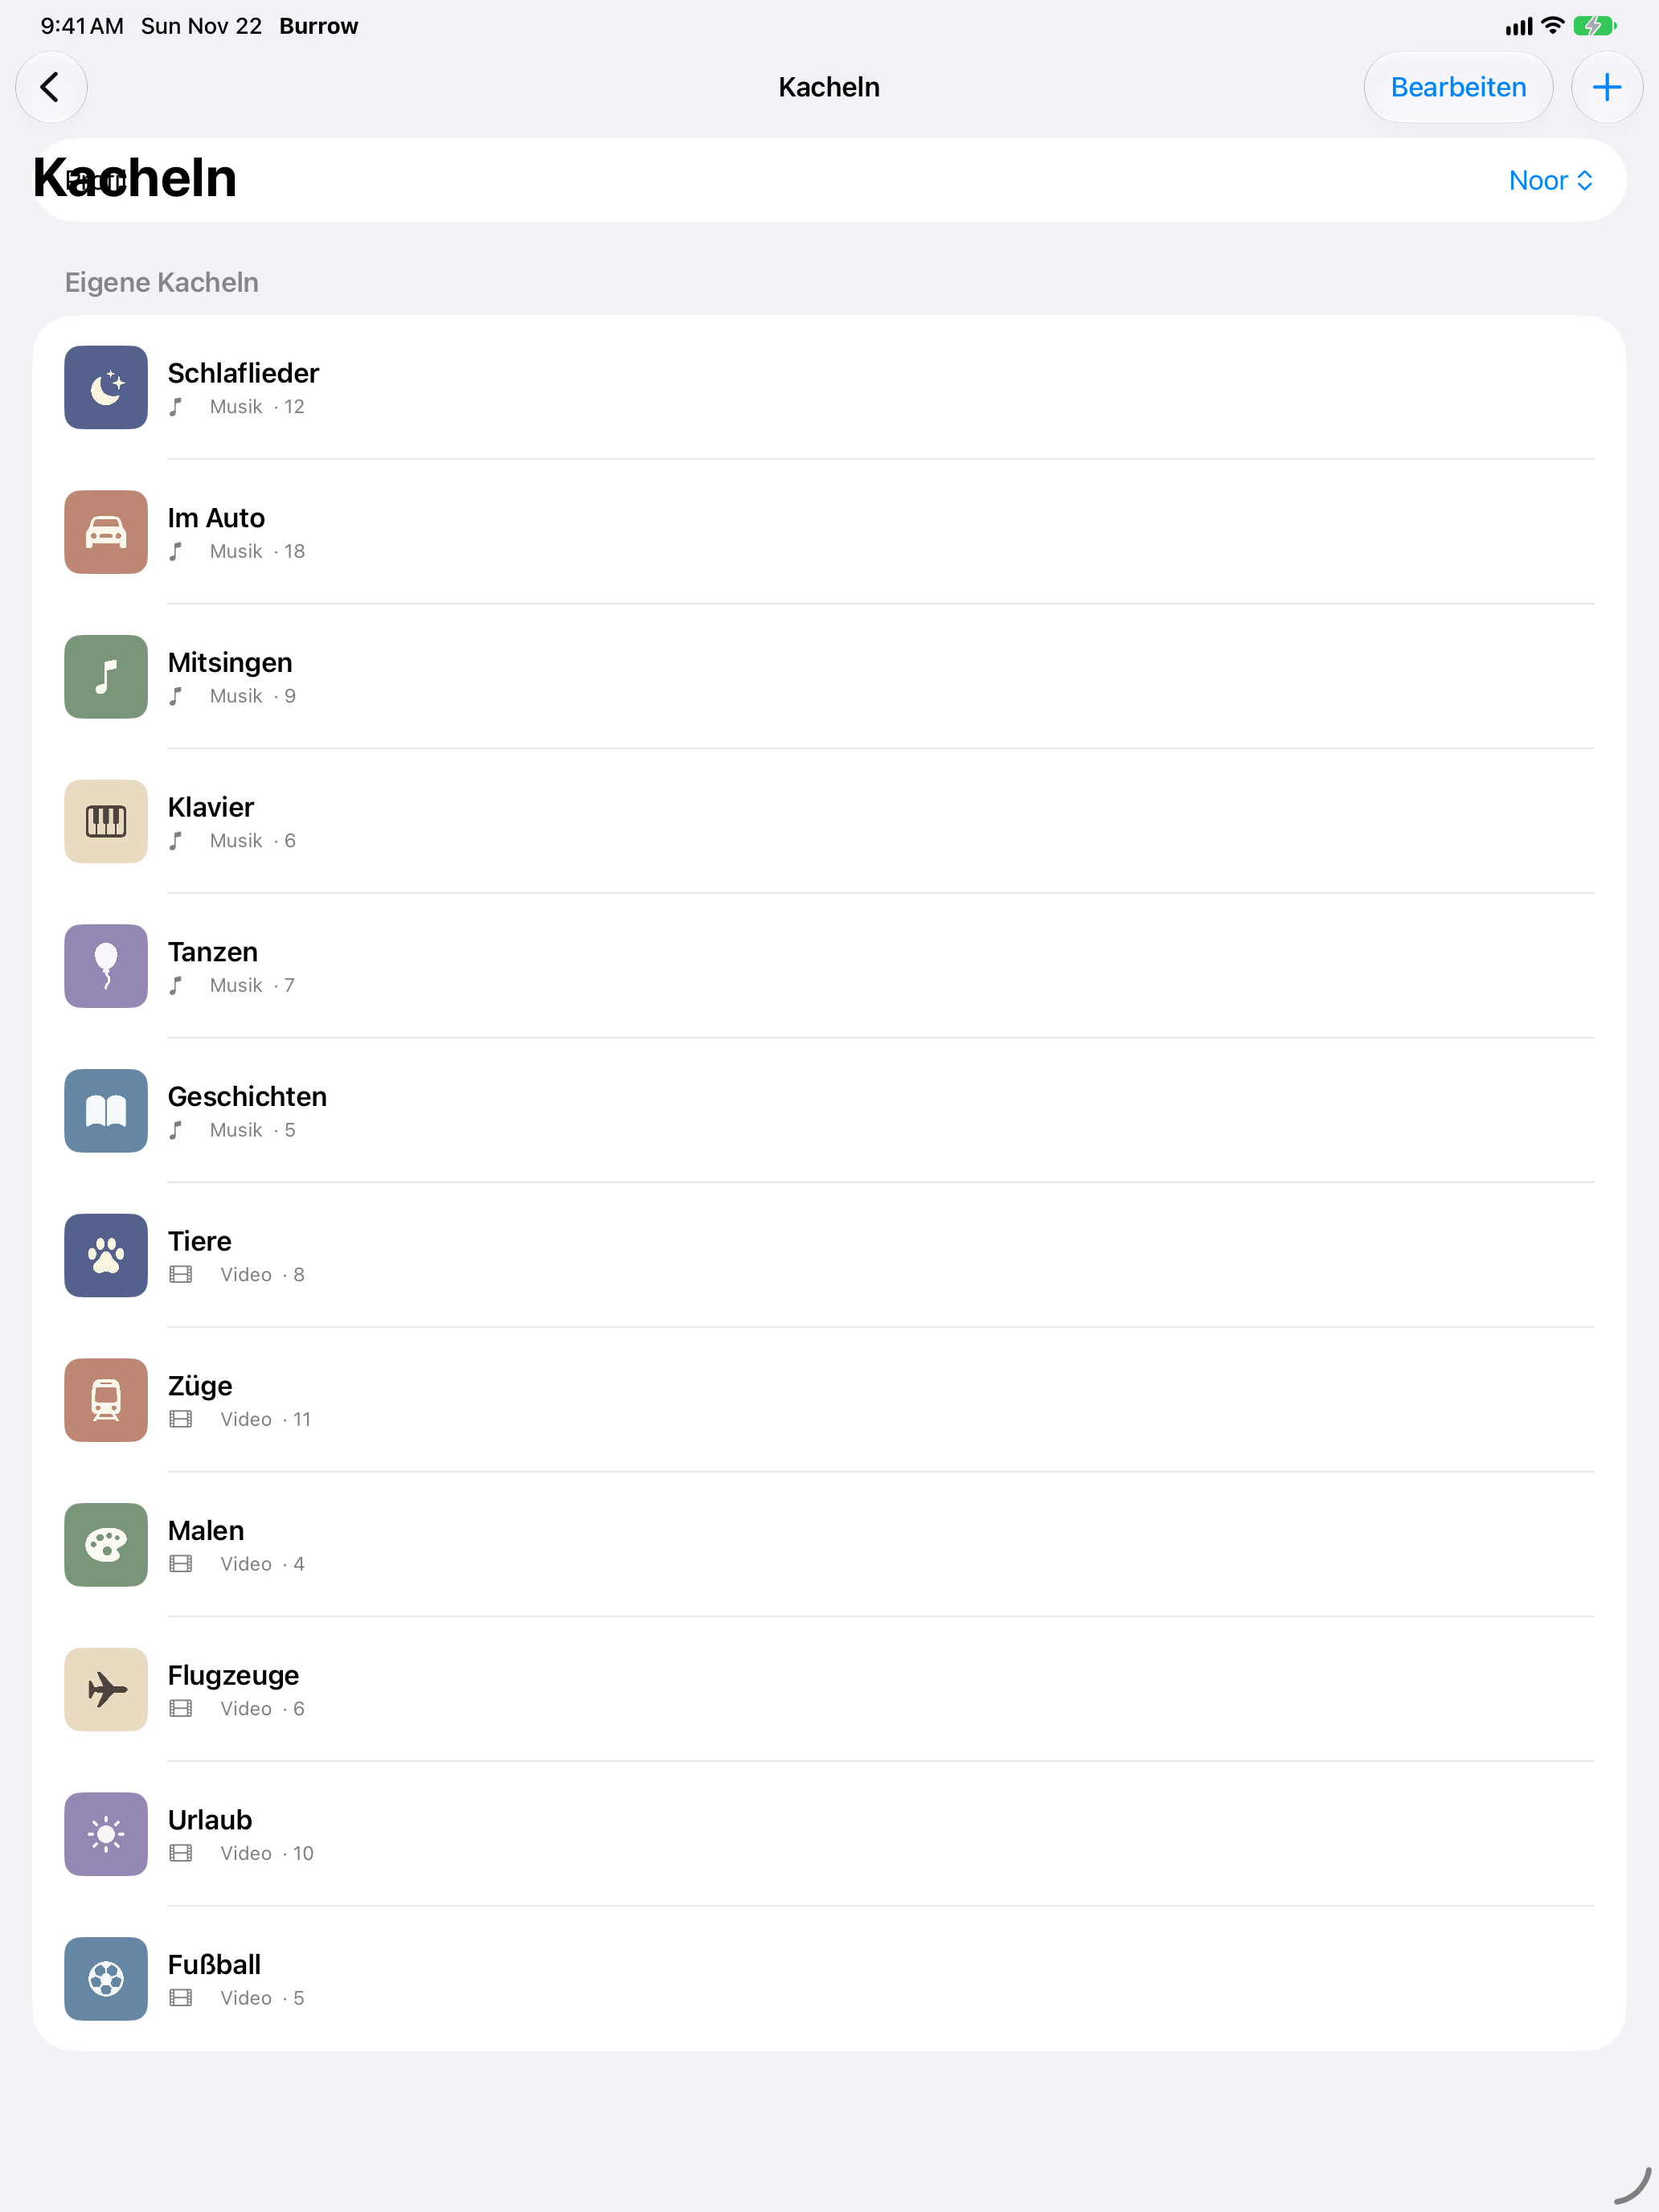 9:41 AM Sun Nov 22 Burrow
Kacheln
Bearbeiten
Kacheln
Profil
Noor
Eigene Kacheln
Schlaflieder
Musik · 12
Im Auto
Musik · 18
Mitsingen
Musik · 9
Klavier
Musik · 6
Tanzen
Musik · 7
Geschichten
Musik · 5
Tiere
Video · 8
Züge
Video · 11
Malen
Video · 4
Flugzeuge
Video · 6
Urlaub
Video · 10
Fußball
Video · 5